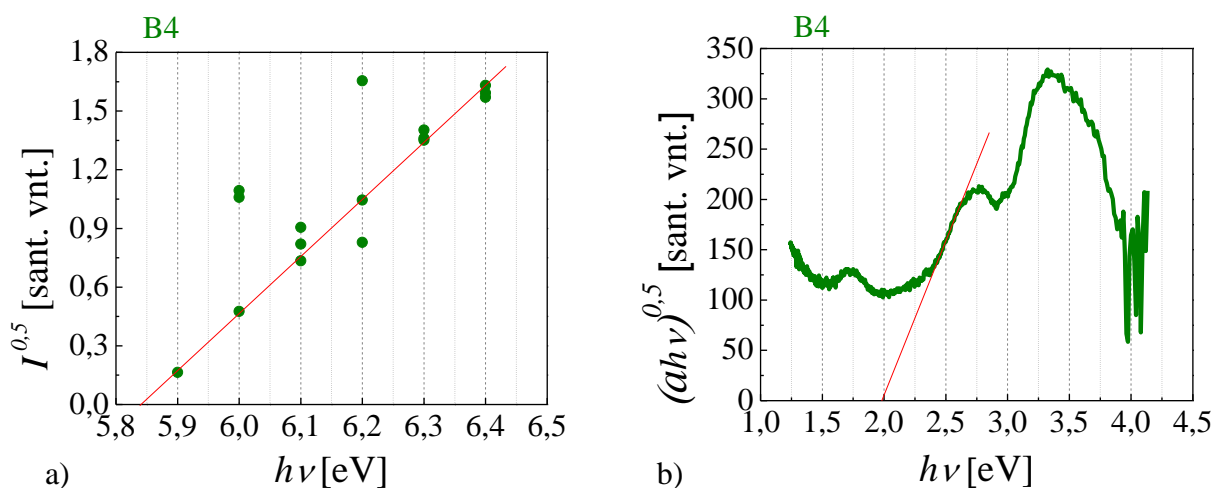 B4
I^0,5 [sant. vnt.]
1,8
1,5
1,2
0,9
0,6
0,3
0,0
5,8 5,9 6,0 6,1 6,2 6,3 6,4 6,5
hν [eV]
a)
B4
(ahν)^0,5 [sant. vnt.]
350
300
250
200
150
100
50
0
1,0 1,5 2,0 2,5 3,0 3,5 4,0 4,5
hν [eV]
b)